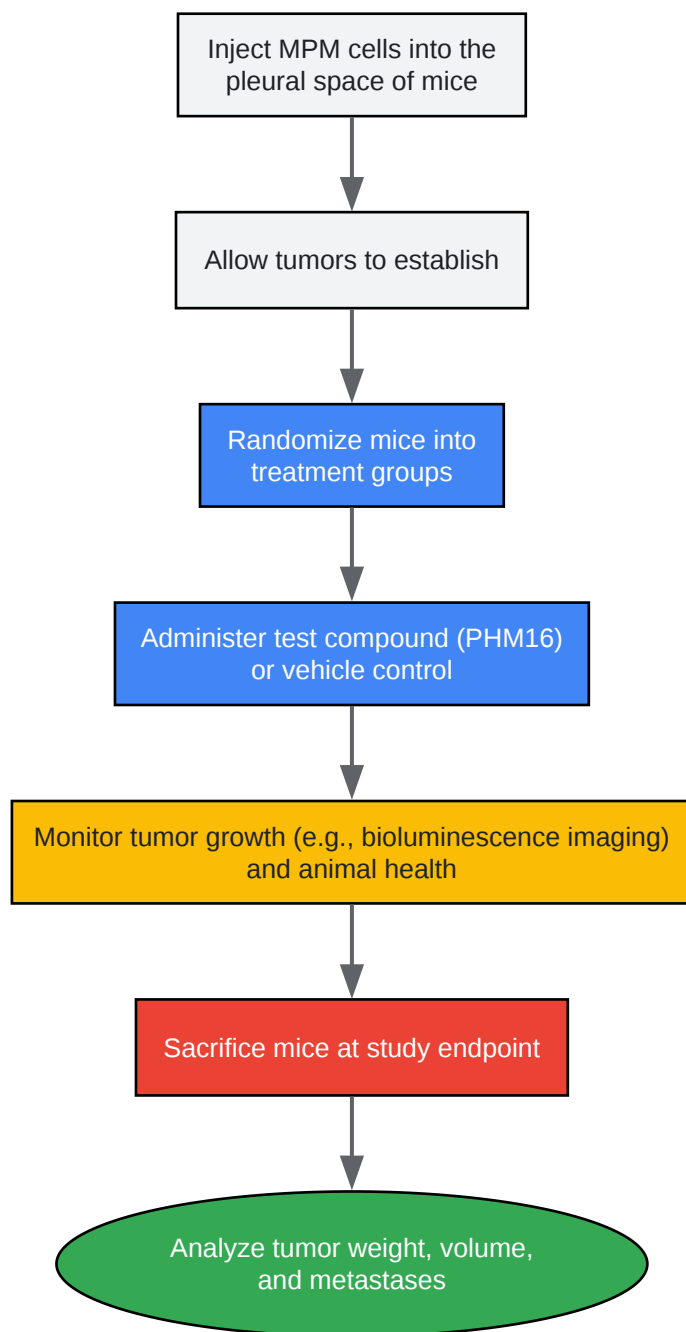 Inject MPM cells into the
pleural space of mice
Allow tumors to establish
Randomize mice into
treatment groups
Administer test compound (PHM16)
or vehicle control
Monitor tumor growth (e.g., bioluminescence imaging)
and animal health
Sacrifice mice at study endpoint
Analyze tumor weight, volume,
and metastases